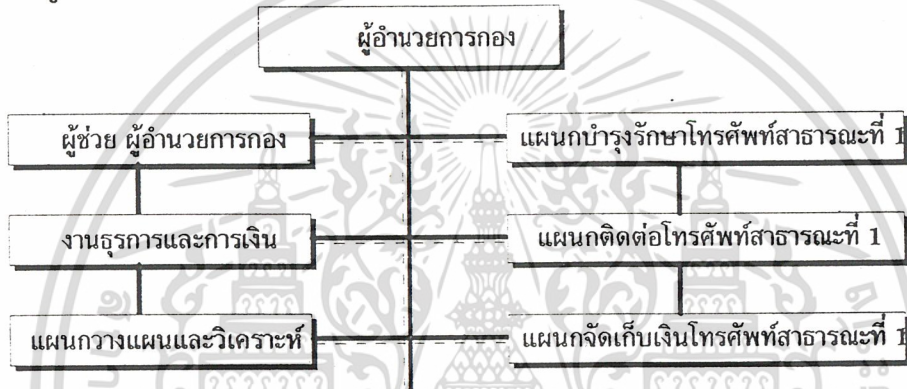 ผู้อำนวยการกอง
ผู้ช่วย ผู้อำนวยการกอง
แผนกบำรุงรักษาโทรศัพท์สาธารณะที่ 1
งานธุรการและการเงิน
แผนกติดต่อโทรศัพท์สาธารณะที่ 1
แผนกวางแผนและวิเคราะห์
แผนกจัดเก็บเงินโทรศัพท์สาธารณะที่ 1